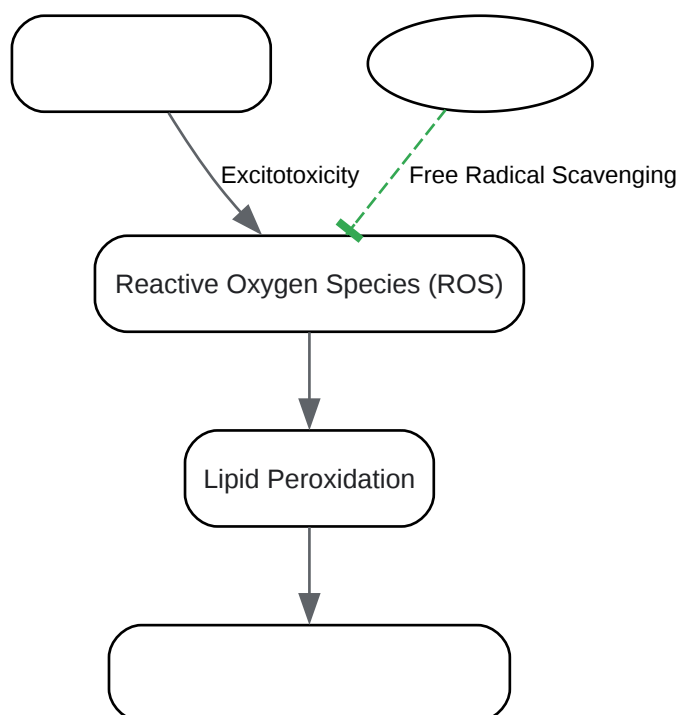 Excitotoxicity
Free Radical Scavenging
Reactive Oxygen Species (ROS)
Lipid Peroxidation